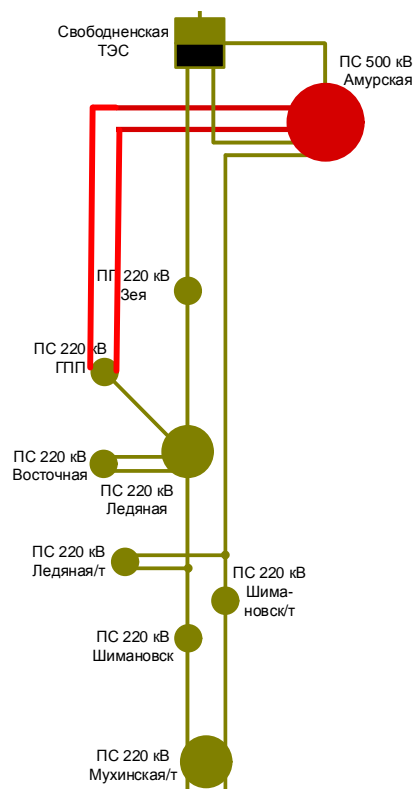 Свободненская
ТЭС
ПС 500 кВ
Амурская
ПП 220 кВ
Зея
ПС 220 кВ
ГПП
ПС 220 кВ
Восточная
ПС 220 кВ
Ледяная
ПС 220 кВ
Ледяная/т
ПС 220 кВ
Шима-
новск/т
ПС 220 кВ
Шимановск
ПС 220 кВ
Мухинская/т